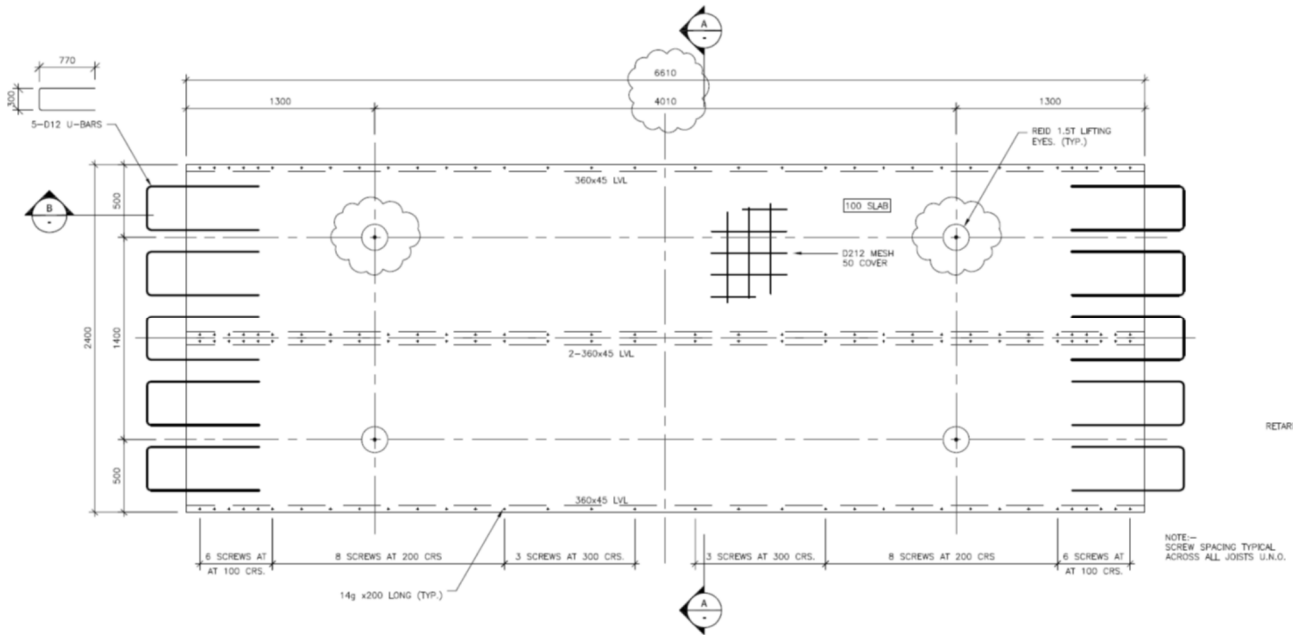 A
-
770
6610
300
1300
4010
1300
5-D12 U-BARS
REID 1.5T LIFTING
EYES. (TYP.)
360x45 LVL
500
100 SLAB
B
-
D212 MESH
50 COVER
2400
1400
2-360x45 LVL
RETAR
500
360x45 LVL
6 SCREWS AT
AT 100 CRS.
8 SCREWS AT 200 CRS
3 SCREWS AT 300 CRS.
3 SCREWS AT 300 CRS.
8 SCREWS AT 200 CRS
6 SCREWS AT
AT 100 CRS.
NOTE:-
SCREW SPACING TYPICAL
ACROSS ALL JOISTS U.N.O.
14g x200 LONG (TYP.)
A
-